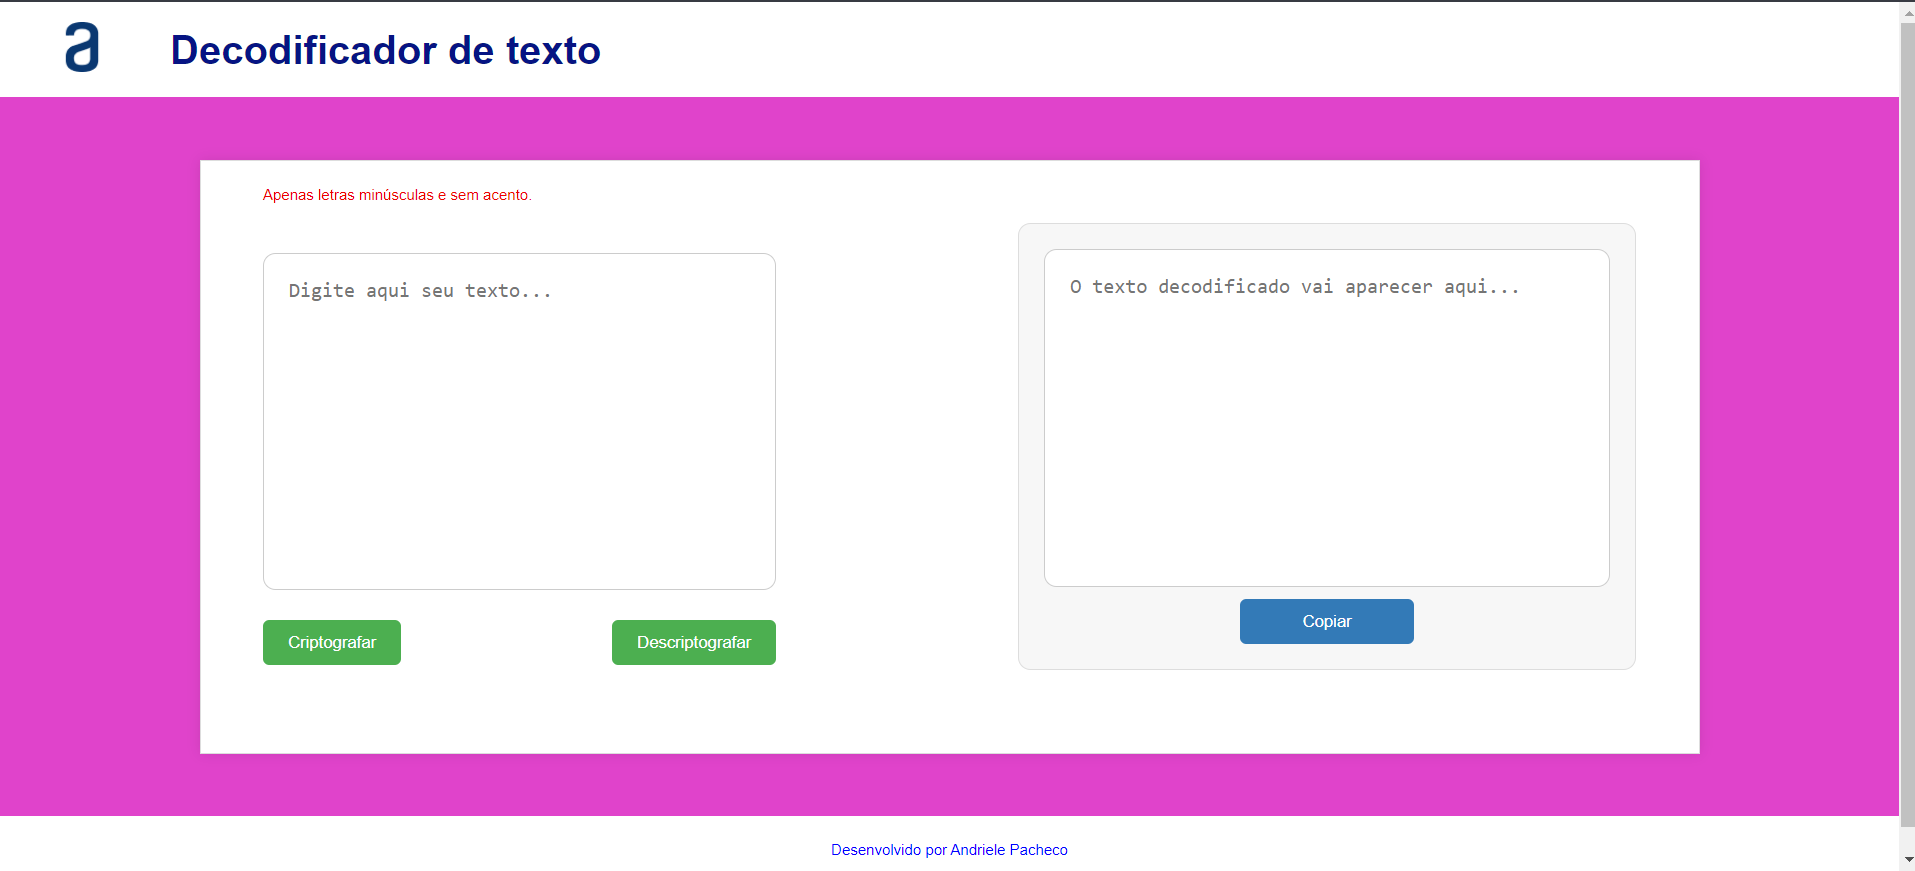 a
Decodificador de texto
Apenas letras minúsculas e sem acento.
Digite aqui seu texto...
Criptografar
Descriptografar
O texto decodificado vai aparecer aqui...
Copiar
Desenvolvido por Andriele Pacheco